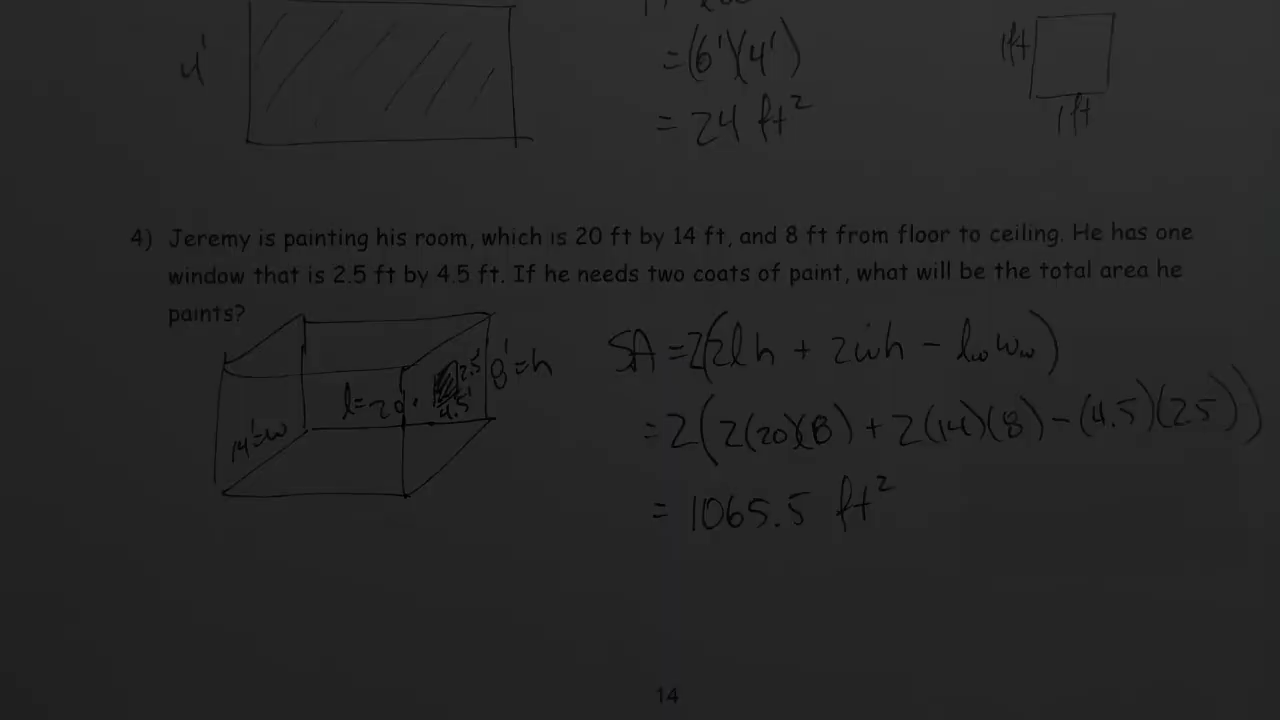 4'
= (6')(4')
= 24 ft²
1ft
1ft
4) Jeremy is painting his room, which is 20 ft by 14 ft, and 8 ft from floor to ceiling. He has one
window that is 2.5 ft by 4.5 ft. If he needs two coats of paint, what will be the total area he
paints?
14'=w
l=20'
2.5'
4.5'
8'=h
SA = 2(2lh + 2wh - l_w w_w)
= 2(2(20)(8) + 2(14)(8) - (4.5)(2.5))
= 1065.5 ft²
14